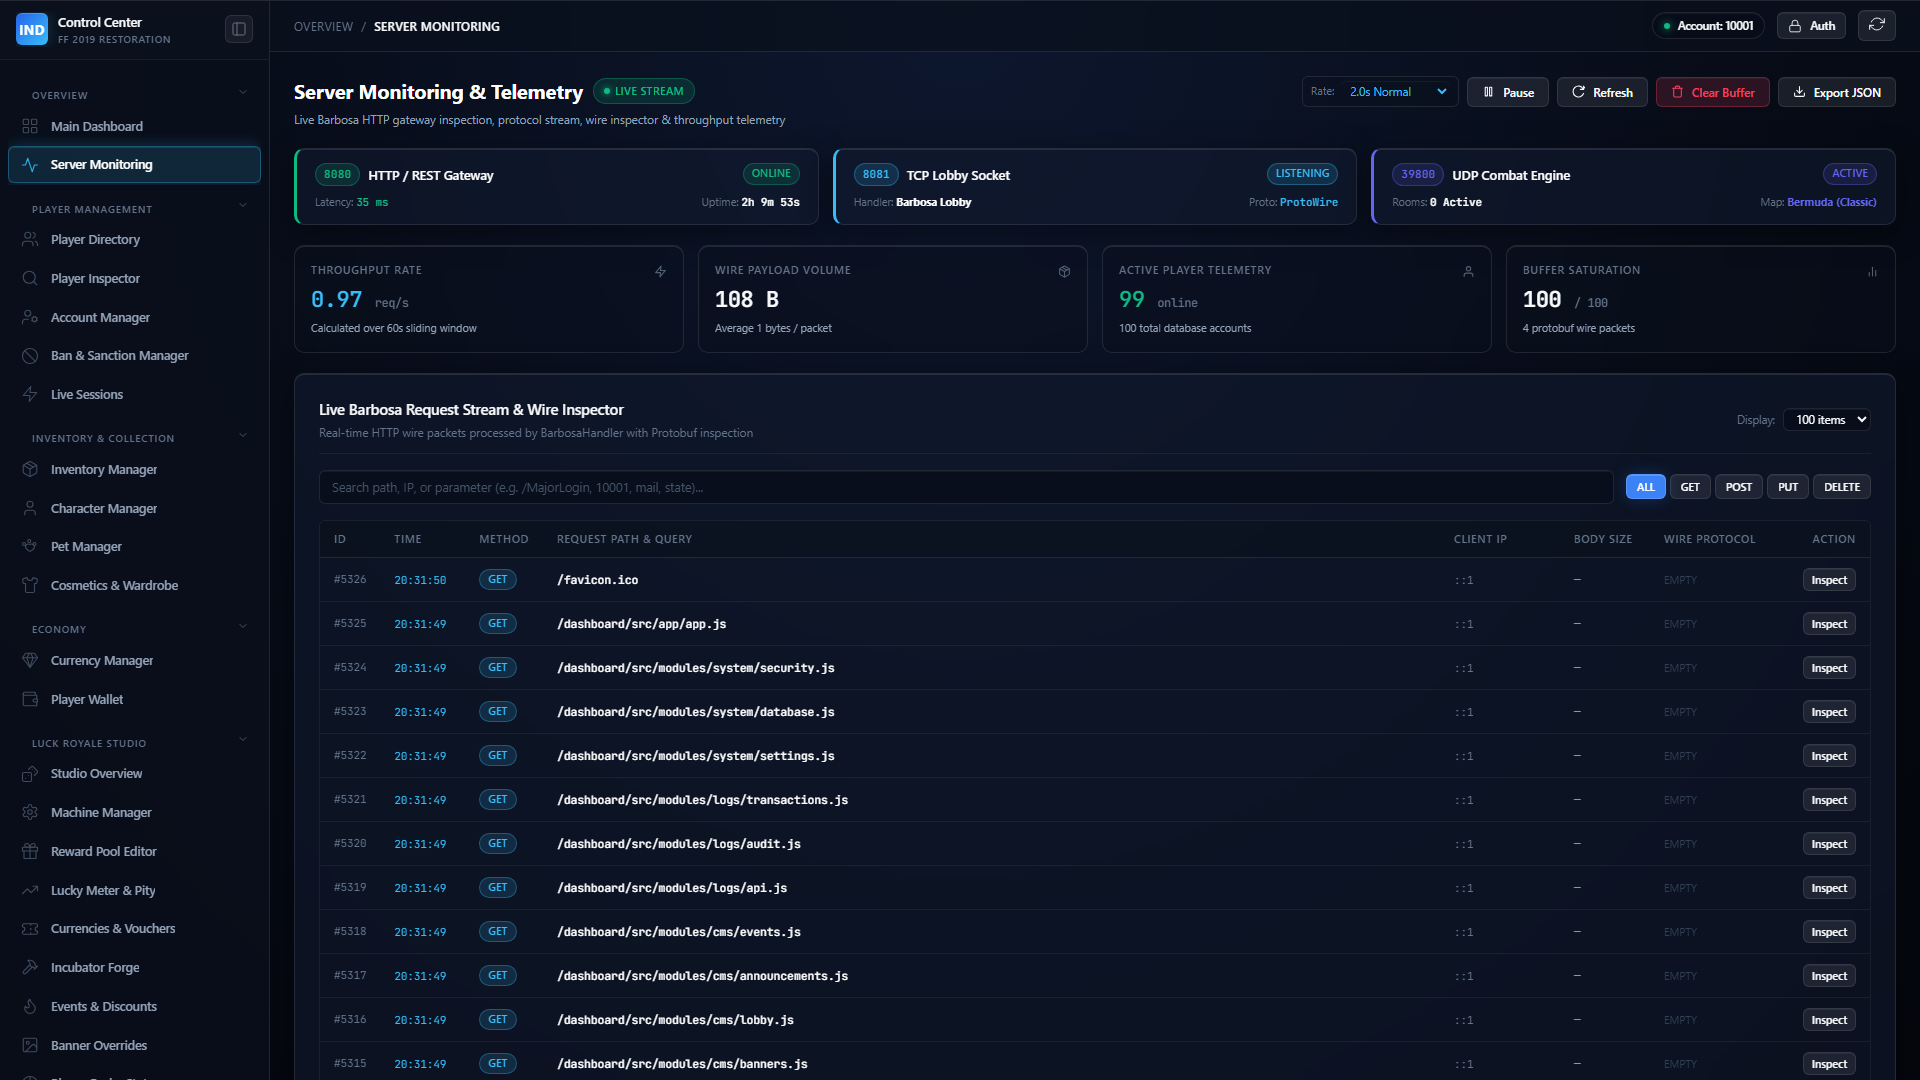 IND
Control Center
FF 2019 RESTORATION
OVERVIEW / SERVER MONITORING
Account: 10001
Auth
OVERVIEW
Main Dashboard
Server Monitoring
PLAYER MANAGEMENT
Player Directory
Player Inspector
Account Manager
Ban & Sanction Manager
Live Sessions
INVENTORY & COLLECTION
Inventory Manager
Character Manager
Pet Manager
Cosmetics & Wardrobe
ECONOMY
Currency Manager
Player Wallet
LUCK ROYALE STUDIO
Studio Overview
Machine Manager
Reward Pool Editor
Lucky Meter & Pity
Currencies & Vouchers
Incubator Forge
Events & Discounts
Banner Overrides
Server Monitoring & Telemetry
LIVE STREAM
Live Barbosa HTTP gateway inspection, protocol stream, wire inspector & throughput telemetry
Rate: 2.0s Normal
Pause
Refresh
Clear Buffer
Export JSON
8080 HTTP / REST Gateway ONLINE
Latency: 35 ms Uptime: 2h 9m 53s
8081 TCP Lobby Socket LISTENING
Handler: Barbosa Lobby Proto: ProtoWire
39800 UDP Combat Engine ACTIVE
Rooms: 0 Active Map: Bermuda (Classic)
THROUGHPUT RATE
0.97 req/s
Calculated over 60s sliding window
WIRE PAYLOAD VOLUME
108 B
Average 1 bytes / packet
ACTIVE PLAYER TELEMETRY
99 online
100 total database accounts
BUFFER SATURATION
100 / 100
4 protobuf wire packets
Live Barbosa Request Stream & Wire Inspector
Real-time HTTP wire packets processed by BarbosaHandler with Protobuf inspection
Display: 100 items
Search path, IP, or parameter (e.g. /MajorLogin, 10001, mail, state)...
ALL GET POST PUT DELETE
ID TIME METHOD REQUEST PATH & QUERY CLIENT IP BODY SIZE WIRE PROTOCOL ACTION
#5326 20:31:50 GET /favicon.ico ::1 — EMPTY Inspect
#5325 20:31:49 GET /dashboard/src/app/app.js ::1 — EMPTY Inspect
#5324 20:31:49 GET /dashboard/src/modules/system/security.js ::1 — EMPTY Inspect
#5323 20:31:49 GET /dashboard/src/modules/system/database.js ::1 — EMPTY Inspect
#5322 20:31:49 GET /dashboard/src/modules/system/settings.js ::1 — EMPTY Inspect
#5321 20:31:49 GET /dashboard/src/modules/logs/transactions.js ::1 — EMPTY Inspect
#5320 20:31:49 GET /dashboard/src/modules/logs/audit.js ::1 — EMPTY Inspect
#5319 20:31:49 GET /dashboard/src/modules/logs/api.js ::1 — EMPTY Inspect
#5318 20:31:49 GET /dashboard/src/modules/cms/events.js ::1 — EMPTY Inspect
#5317 20:31:49 GET /dashboard/src/modules/cms/announcements.js ::1 — EMPTY Inspect
#5316 20:31:49 GET /dashboard/src/modules/cms/lobby.js ::1 — EMPTY Inspect
#5315 20:31:49 GET /dashboard/src/modules/cms/banners.js ::1 — EMPTY Inspect